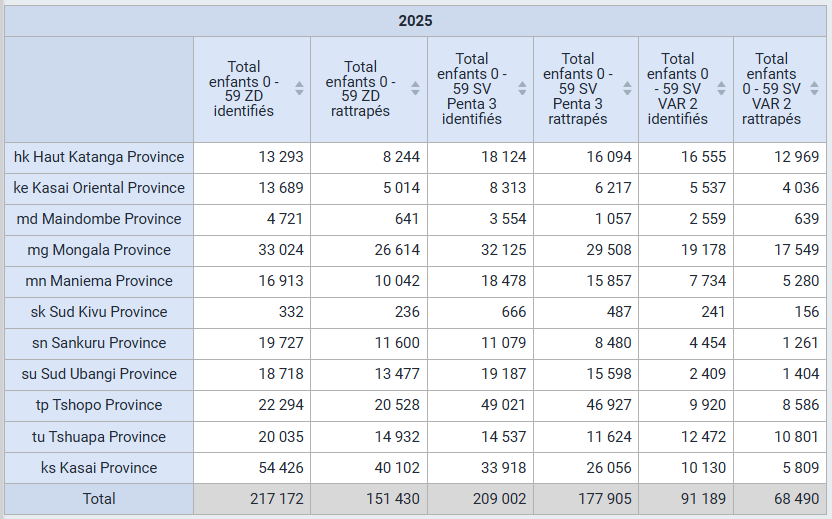 2025
Total enfants 0 - 59 ZD identifiés	Total enfants 0 - 59 ZD rattrapés	Total enfants 0 - 59 SV Penta 3 identifiés	Total enfants 0 - 59 SV Penta 3 rattrapés	Total enfants 0 - 59 SV VAR 2 identifiés	Total enfants 0 - 59 SV VAR 2 rattrapés
hk Haut Katanga Province	13 293	8 244	18 124	16 094	16 555	12 969
ke Kasai Oriental Province	13 689	5 014	8 313	6 217	5 537	4 036
md Maindombe Province	4 721	641	3 554	1 057	2 559	639
mg Mongala Province	33 024	26 614	32 125	29 508	19 178	17 549
mn Maniema Province	16 913	10 042	18 478	15 857	7 734	5 280
sk Sud Kivu Province	332	236	666	487	241	156
sn Sankuru Province	19 727	11 600	11 079	8 480	4 454	1 261
su Sud Ubangi Province	18 718	13 477	19 187	15 598	2 409	1 404
tp Tshopo Province	22 294	20 528	49 021	46 927	9 920	8 586
tu Tshuapa Province	20 035	14 932	14 537	11 624	12 472	10 801
ks Kasai Province	54 426	40 102	33 918	26 056	10 130	5 809
Total	217 172	151 430	209 002	177 905	91 189	68 490